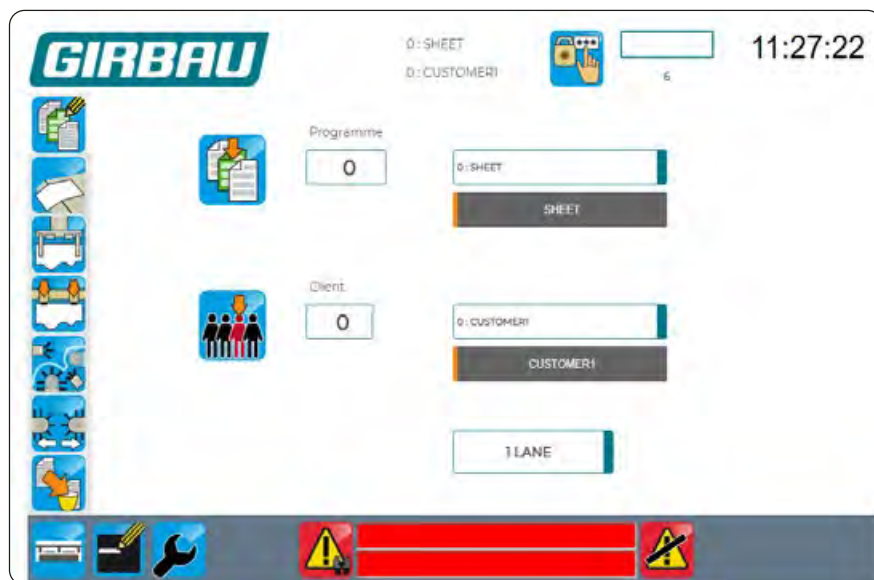 GIRBAU
0 : SHEET
0 : CUSTOMER1
6
11:27:22
Programme
0
0 : SHEET
SHEET
Client
0
0 : CUSTOMER1
CUSTOMER1
1 LANE